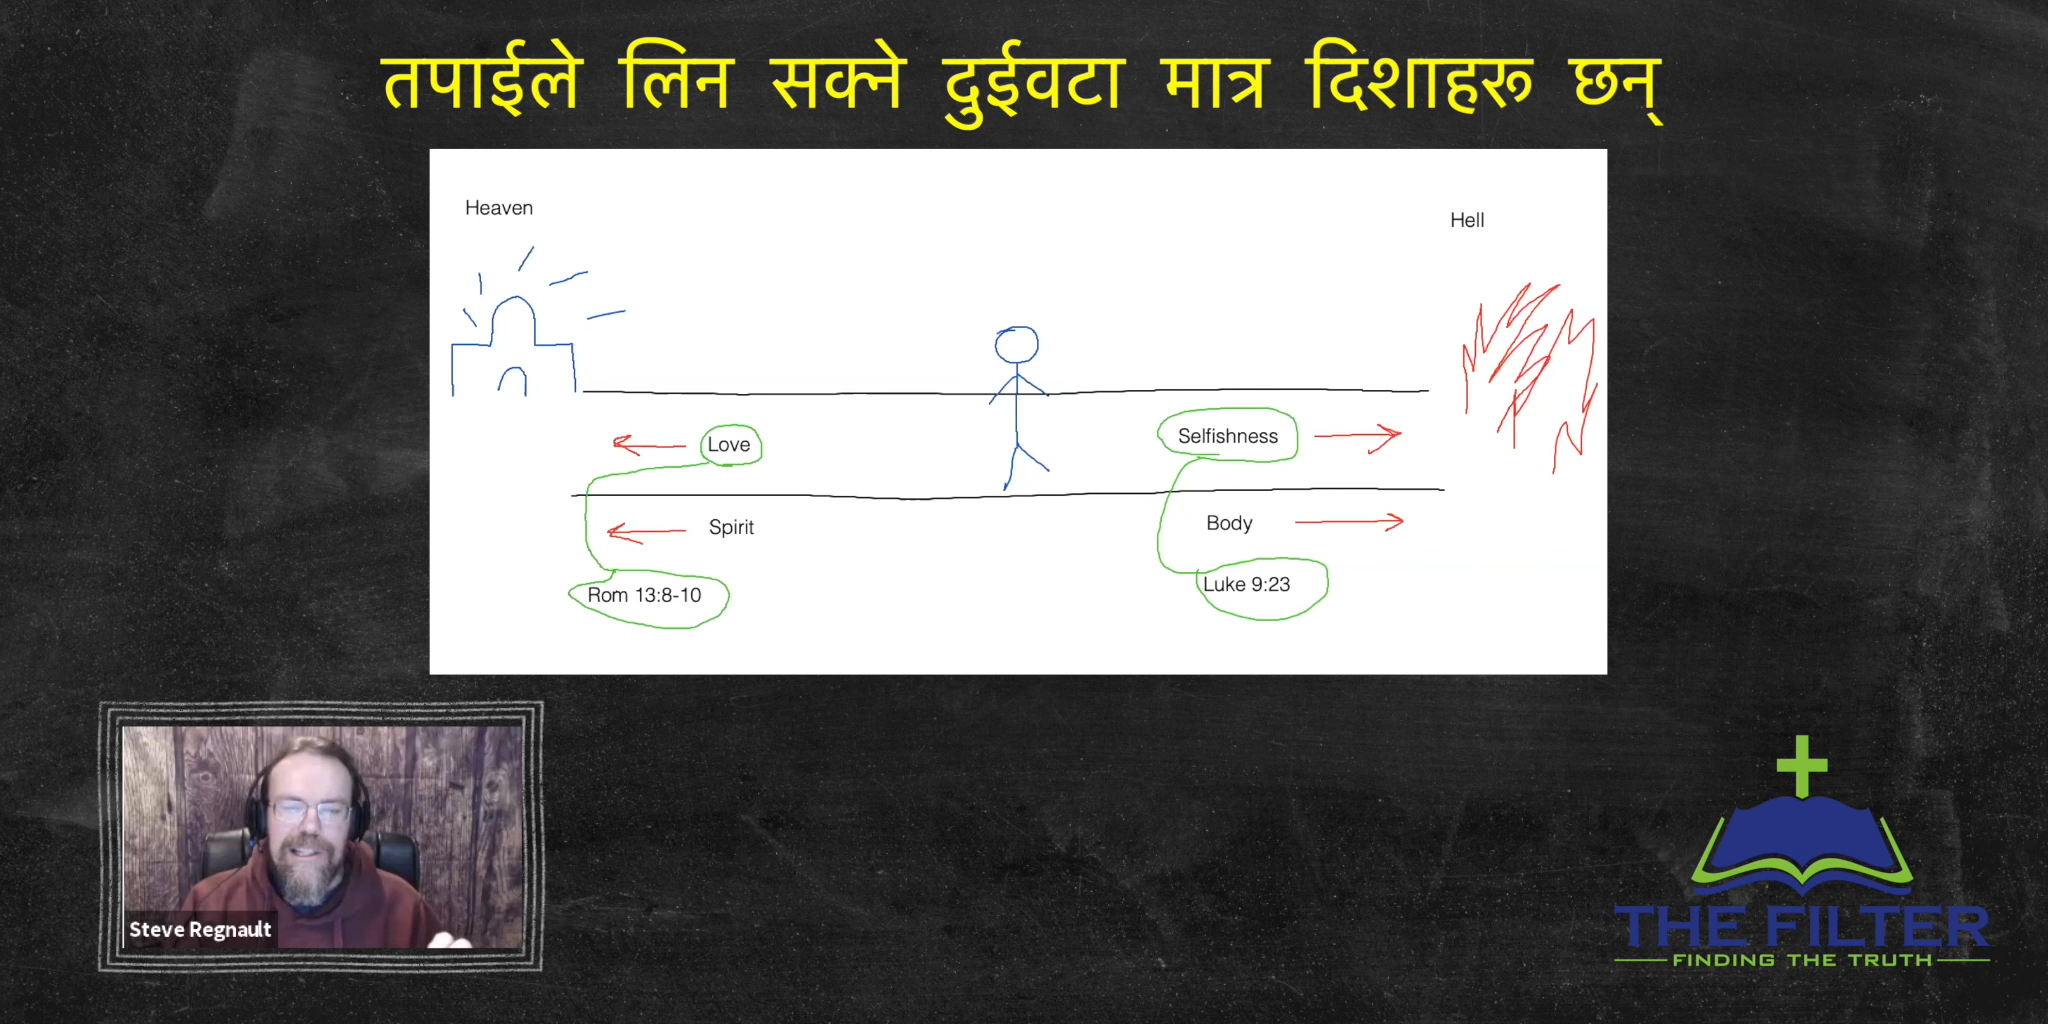 तपाईले लिन सक्ने दुईवटा मात्र दिशाहरू छन्
Heaven
Hell
Love
Selfishness
Spirit
Body
Rom 13:8-10
Luke 9:23
Steve Regnault
THE FILTER
FINDING THE TRUTH